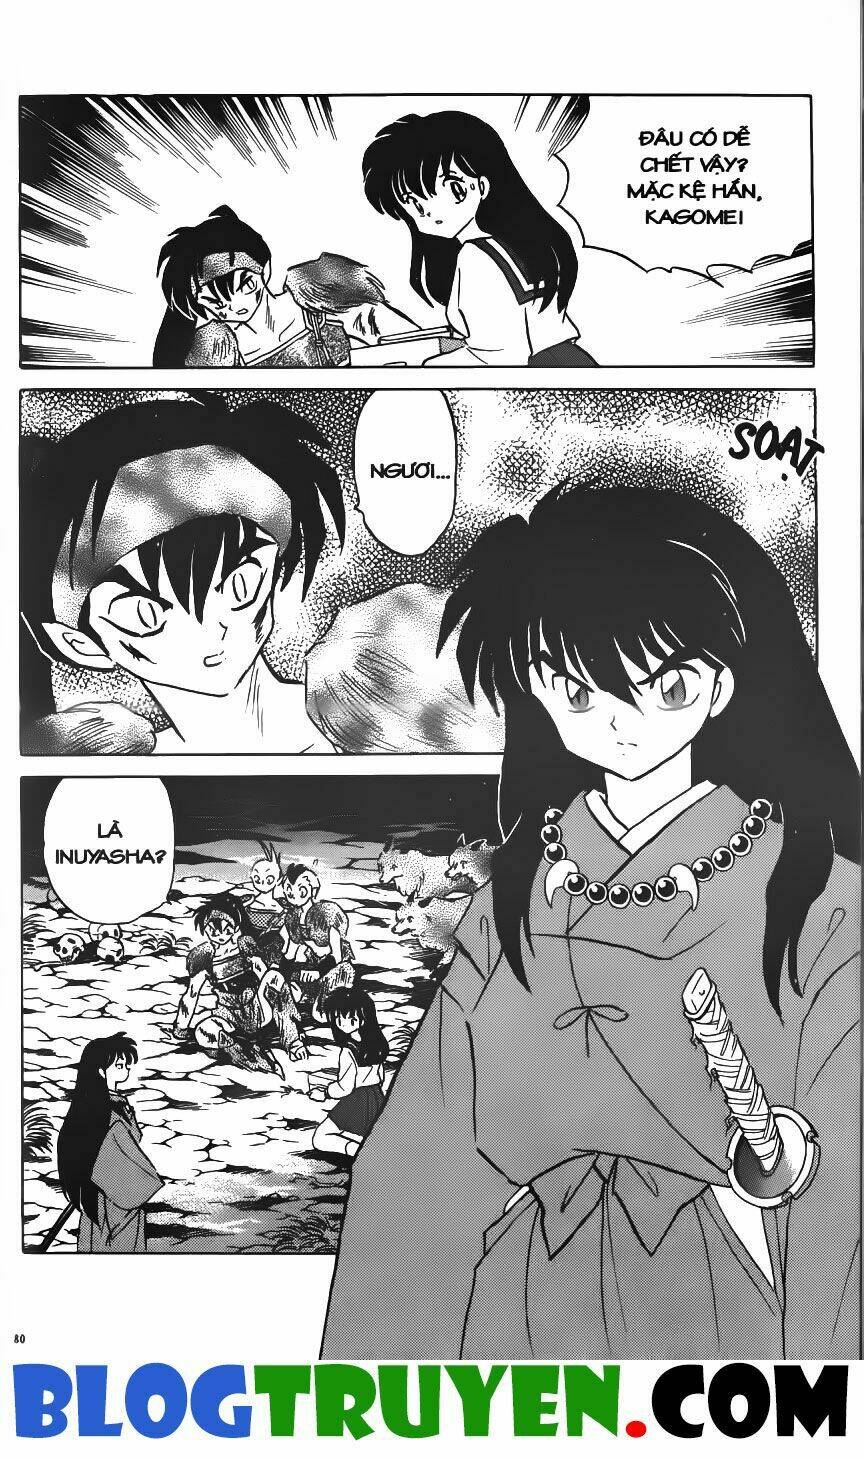 ĐÂU CÓ DỄ
CHẾT VẬY?
MẶC KỆ HẮN,
KAGOME!
SOẠT
NGƯƠI...
LÀ
INUYASHA?
80
BLOGTRUYEN.COM